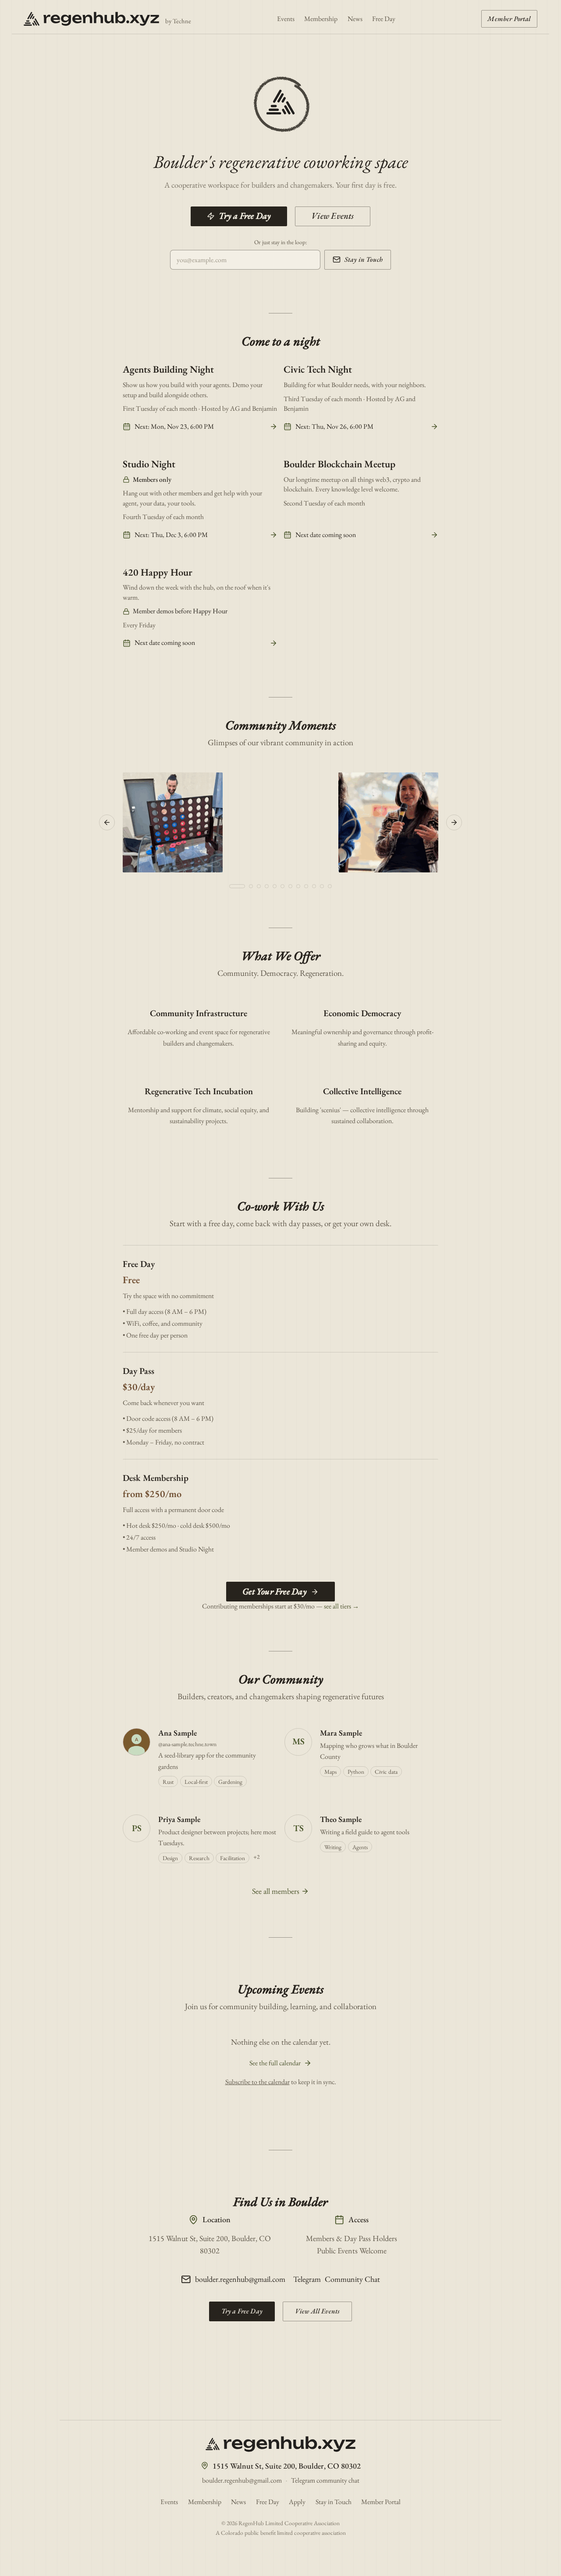 regenhub.xyz by Techne
Events Membership News Free Day
Member Portal
Boulder's regenerative coworking space
A cooperative workspace for builders and changemakers. Your first day is free.
Try a Free Day
View Events
Or just stay in the loop:
you@example.com
Stay in Touch
Come to a night
Agents Building Night
Show us how you build with your agents. Demo your
setup and build alongside others.
First Tuesday of each month · Hosted by AG and Benjamin
Next: Mon, Nov 23, 6:00 PM
Civic Tech Night
Building for what Boulder needs, with your neighbors.
Third Tuesday of each month · Hosted by AG and
Benjamin
Next: Thu, Nov 26, 6:00 PM
Studio Night
Members only
Hang out with other members and get help with your
agent, your data, your tools.
Fourth Tuesday of each month
Next: Thu, Dec 3, 6:00 PM
Boulder Blockchain Meetup
Our longtime meetup on all things web3, crypto and
blockchain. Every knowledge level welcome.
Second Tuesday of each month
Next date coming soon
420 Happy Hour
Wind down the week with the hub, on the roof when it's
warm.
Member demos before Happy Hour
Every Friday
Next date coming soon
Community Moments
Glimpses of our vibrant community in action
What We Offer
Community. Democracy. Regeneration.
Community Infrastructure
Affordable co-working and event space for regenerative
builders and changemakers.
Economic Democracy
Meaningful ownership and governance through profit-
sharing and equity.
Regenerative Tech Incubation
Mentorship and support for climate, social equity, and
sustainability projects.
Collective Intelligence
Building 'scenius' — collective intelligence through
sustained collaboration.
Co-work With Us
Start with a free day, come back with day passes, or get your own desk.
Free Day
Free
Try the space with no commitment
• Full day access (8 AM – 6 PM)
• WiFi, coffee, and community
• One free day per person
Day Pass
$30/day
Come back whenever you want
• Door code access (8 AM – 6 PM)
• $25/day for members
• Monday – Friday, no contract
Desk Membership
from $250/mo
Full access with a permanent door code
• Hot desk $250/mo · cold desk $500/mo
• 24/7 access
• Member demos and Studio Night
Get Your Free Day
Contributing memberships start at $30/mo — see all tiers →
Our Community
Builders, creators, and changemakers shaping regenerative futures
A
Ana Sample
@ana-sample.techne.town
A seed-library app for the community
gardens
Rust Local-first Gardening
MS
Mara Sample
Mapping who grows what in Boulder
County
Maps Python Civic data
PS
Priya Sample
Product designer between projects; here most
Tuesdays.
Design Research Facilitation +2
TS
Theo Sample
Writing a field guide to agent tools
Writing Agents
See all members →
Upcoming Events
Join us for community building, learning, and collaboration
Nothing else on the calendar yet.
See the full calendar →
Subscribe to the calendar to keep it in sync.
Find Us in Boulder
Location
1515 Walnut St, Suite 200, Boulder, CO
80302
Access
Members & Day Pass Holders
Public Events Welcome
boulder.regenhub@gmail.com Telegram Community Chat
Try a Free Day
View All Events
regenhub.xyz
1515 Walnut St, Suite 200, Boulder, CO 80302
boulder.regenhub@gmail.com Telegram community chat
Events Membership News Free Day Apply Stay in Touch Member Portal
© 2026 RegenHub Limited Cooperative Association
A Colorado public benefit limited cooperative association